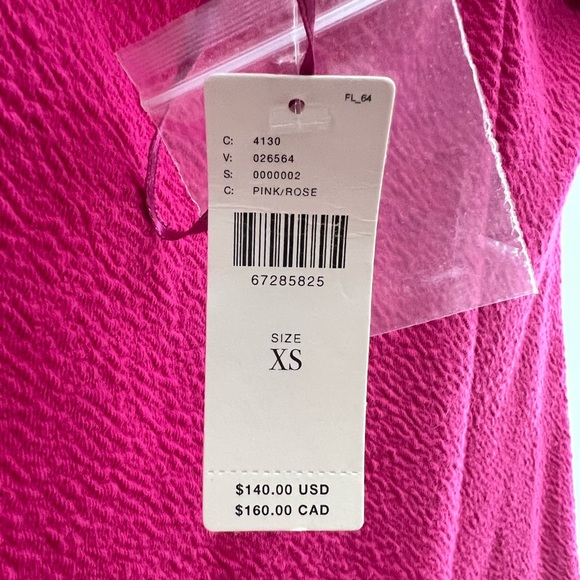 FL_64
C: 4130
V: 026564
S: 0000002
C: PINK/ROSE
67285825
SIZE
XS
$140.00 USD
$160.00 CAD